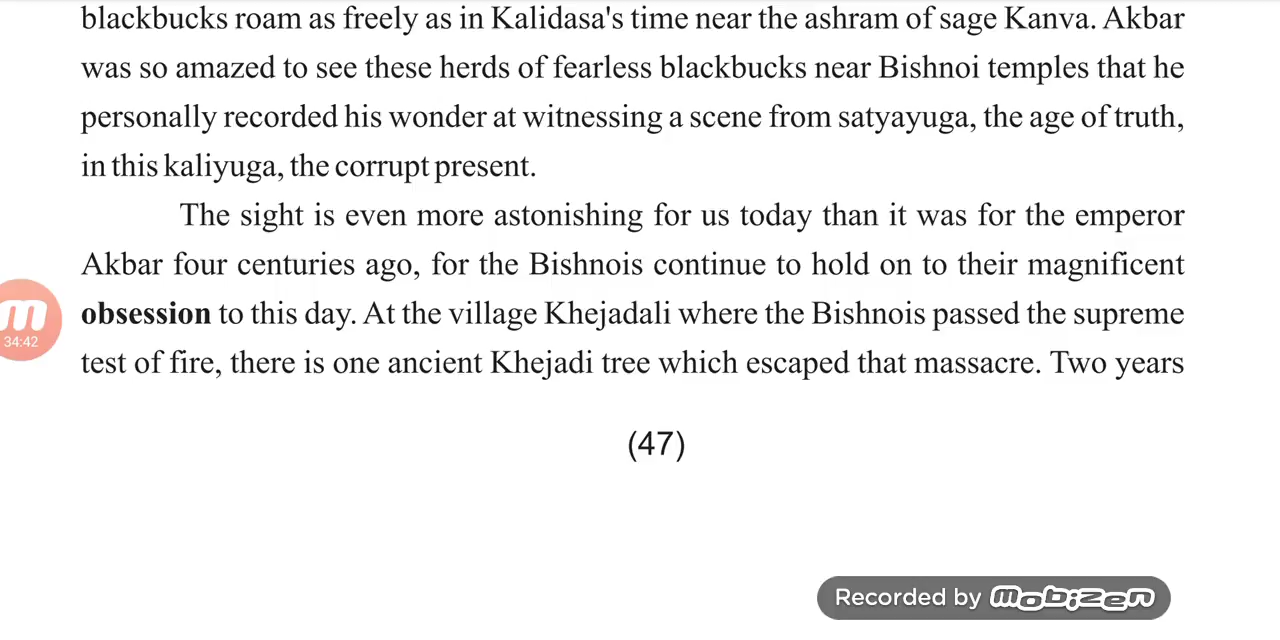 blackbucks roam as freely as in Kalidasa's time near the ashram of sage Kanva. Akbar
was so amazed to see these herds of fearless blackbucks near Bishnoi temples that he
personally recorded his wonder at witnessing a scene from satyayuga, the age of truth,
in this kaliyuga, the corrupt present.
The sight is even more astonishing for us today than it was for the emperor
Akbar four centuries ago, for the Bishnois continue to hold on to their magnificent
obsession to this day. At the village Khejadali where the Bishnois passed the supreme
34:42
test of fire, there is one ancient Khejadi tree which escaped that massacre. Two years
(47)
Recorded by mobizen